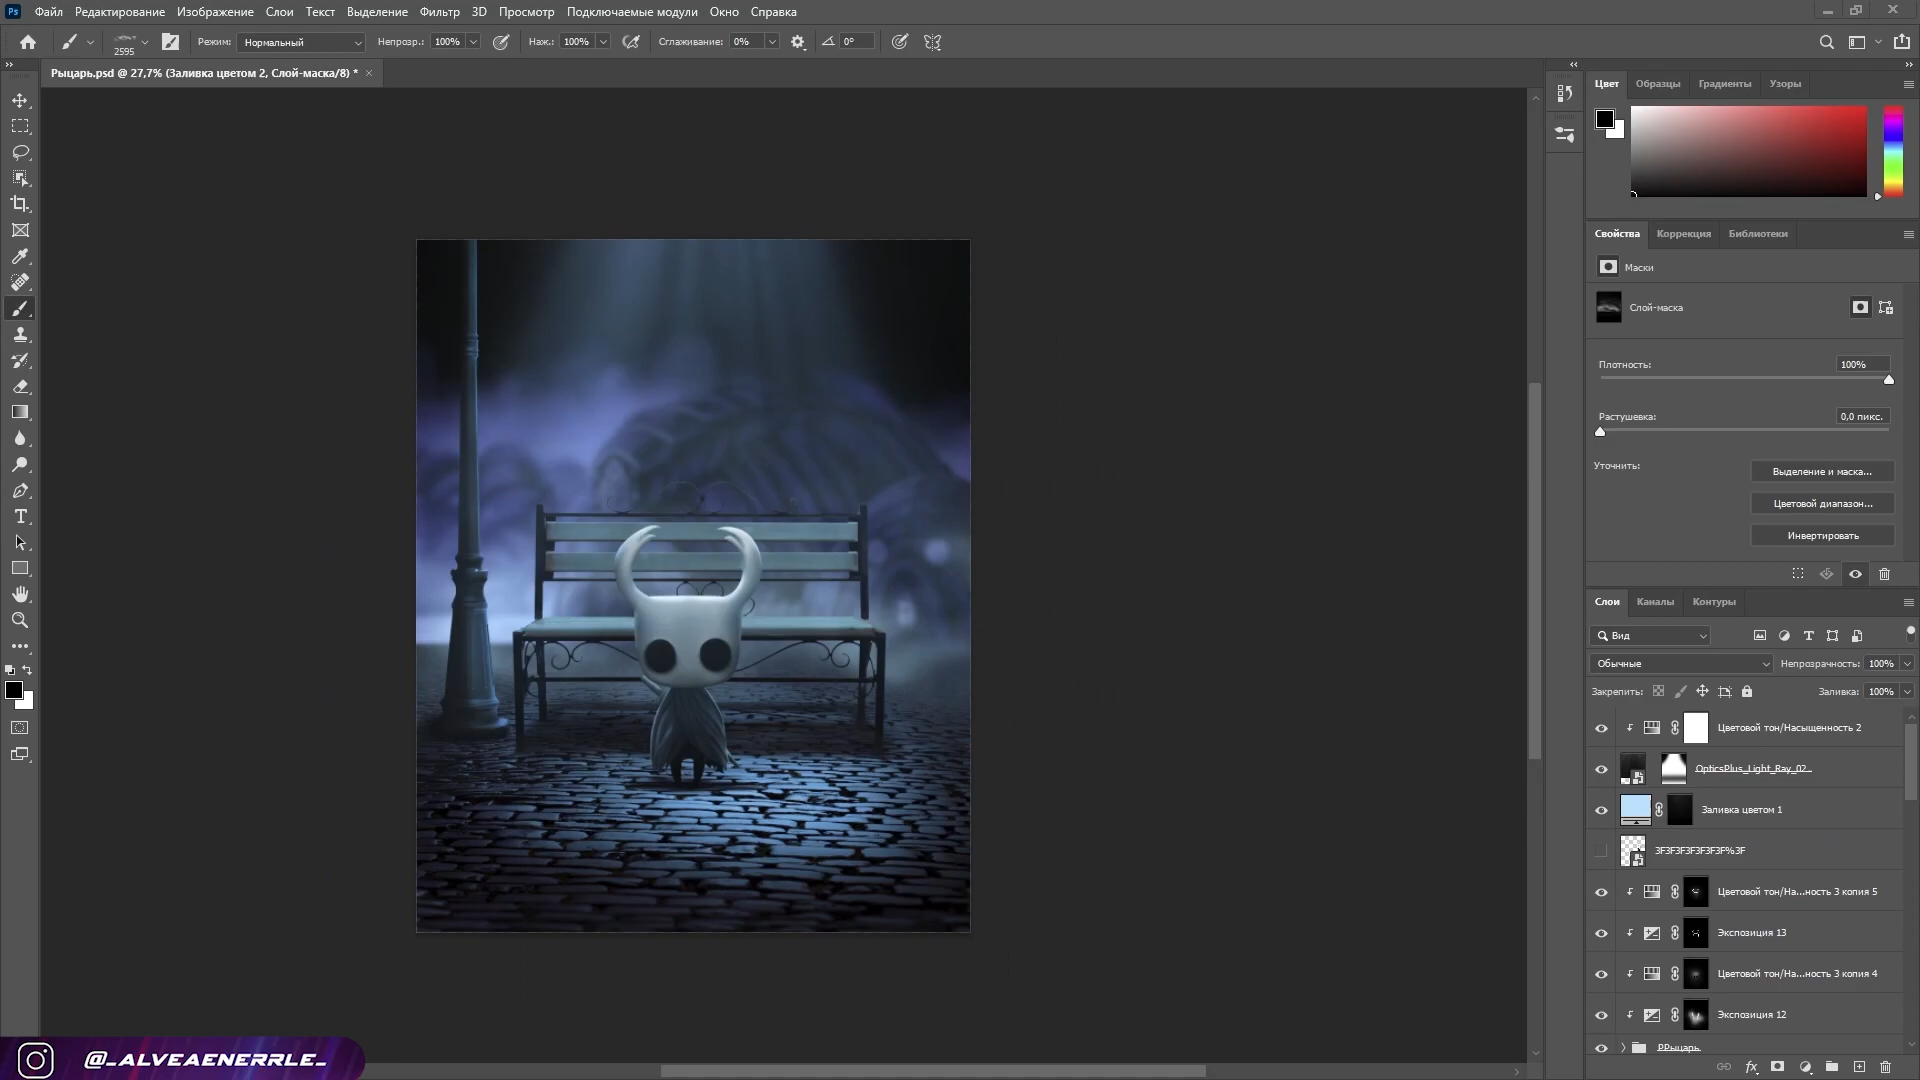 Ps Файл Редактирование Изображение Слои Текст Выделение Фильтр 3D Просмотр Подключаемые модули Окно Справка
2595 Режим: Нормальный Непрозр.: 100% Наж.: 100% Сглаживание: 0% 0°
Рыцарь.psd @ 27,7% (Заливка цветом 2, Слой-маска/8) * ×
Цвет Образцы Градиенты Узоры
Свойства Коррекция Библиотеки
Маски
Слой-маска
Плотность: 100%
Растушевка: 0,0 пикс.
Уточнить: Выделение и маска...
Цветовой диапазон...
Инвертировать
Слои Каналы Контуры
Вид
Обычные Непрозрачность: 100%
Закрепить: Заливка: 100%
Цветовой тон/Насыщенность 2
OpticsPlus_Light_Ray_02...
Заливка цветом 1
3F3F3F3F3F3F3F%3F
Цветовой тон/На...ность 3 копия 5
Экспозиция 13
Цветовой тон/На...ность 3 копия 4
Экспозиция 12
РРыцарь
fx
@_ALVEAENERRLE_